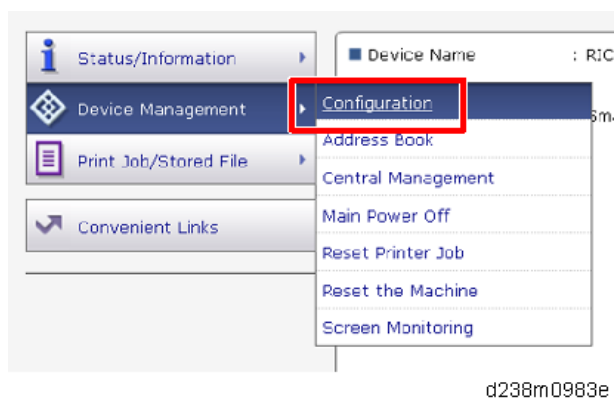 Status/Information
Device Management
Print Job/Stored File
Convenient Links
Device Name : RIC
Configuration
Address Book
Central Management
Main Power Off
Reset Printer Job
Reset the Machine
Screen Monitoring
d238m0983e